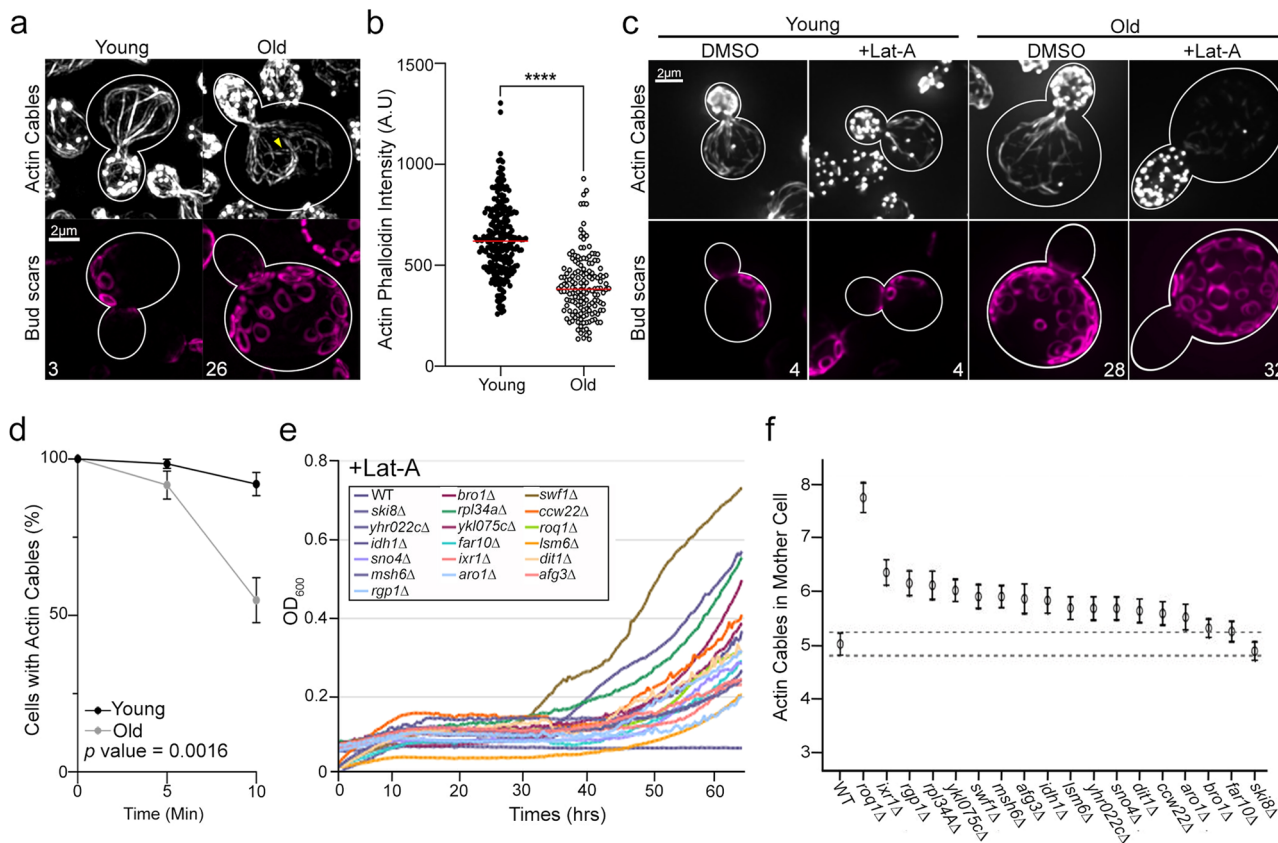 a
Young
Old
Actin Cables
Bud scars
2µm
3
26
b
Actin Phalloidin Intensity (A.U)
1500
1000
500
0
****
Young
Old
c
Young
Old
DMSO
+Lat-A
DMSO
+Lat-A
Actin Cables
Bud scars
2µm
4
4
28
32
d
Cells with Actin Cables (%)
100
50
0
Young
Old
p value = 0.0016
0
5
10
Time (Min)
e
+Lat-A
OD600
0.8
0.6
0.4
0.2
0
WT
ski8Δ
yhr022cΔ
idh1Δ
sno4Δ
msh6Δ
rgp1Δ
bro1Δ
rpl34aΔ
ykl075cΔ
far10Δ
ixr1Δ
aro1Δ
swf1Δ
ccw22Δ
roq1Δ
lsm6Δ
dit1Δ
afg3Δ
0
10
20
30
40
50
60
Times (hrs)
f
Actin Cables in Mother Cell
8
7
6
5
4
3
WT
roq1Δ
ixr1Δ
rgp1Δ
rpl34AΔ
ykl075cΔ
swf1Δ
msh6Δ
afg3Δ
idh1Δ
lsm6Δ
yhr022cΔ
sno4Δ
dit1Δ
ccw22Δ
aro1Δ
bro1Δ
far10Δ
ski8Δ